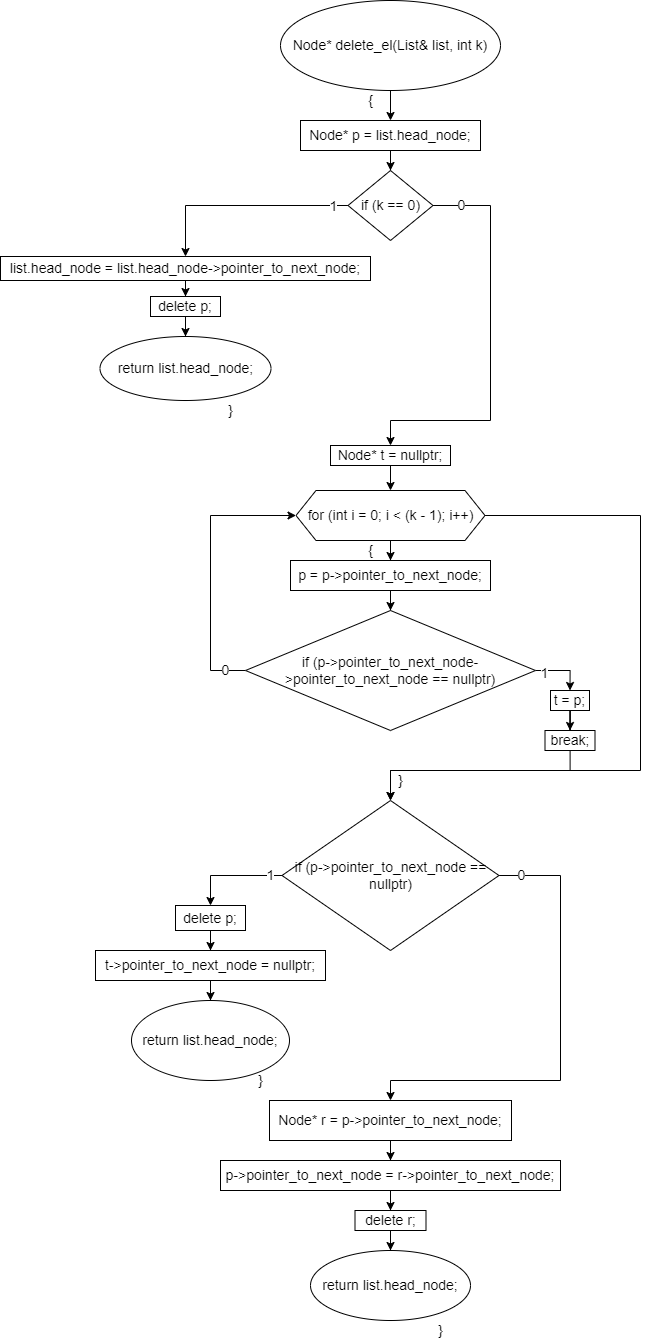 Node* delete_el(List& list, int k)
{
Node* p = list.head_node;
1
if (k == 0)
0
list.head_node = list.head_node->pointer_to_next_node;
delete p;
return list.head_node;
}
Node* t = nullptr;
for (int i = 0; i < (k - 1); i++)
{
p = p->pointer_to_next_node;
if (p->pointer_to_next_node-
>pointer_to_next_node == nullptr)
0
1
t = p;
break;
}
if (p->pointer_to_next_node ==
nullptr)
1
0
delete p;
t->pointer_to_next_node = nullptr;
return list.head_node;
}
Node* r = p->pointer_to_next_node;
p->pointer_to_next_node = r->pointer_to_next_node;
delete r;
return list.head_node;
}